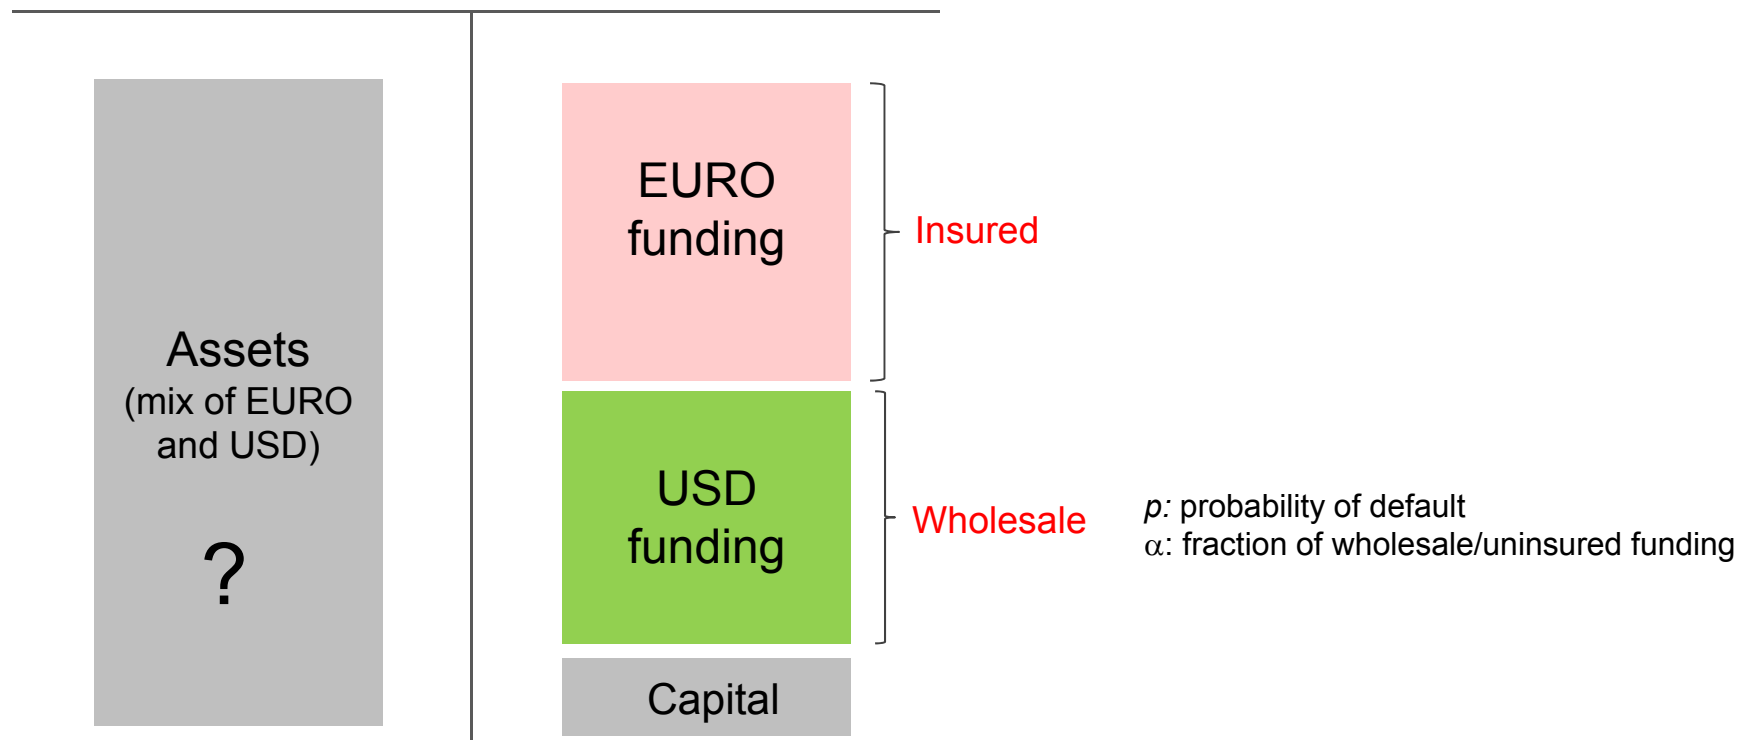 Assets
(mix of EURO
and USD)
?
EURO
funding
Insured
USD
funding
Wholesale
p: probability of default
α: fraction of wholesale/uninsured funding
Capital